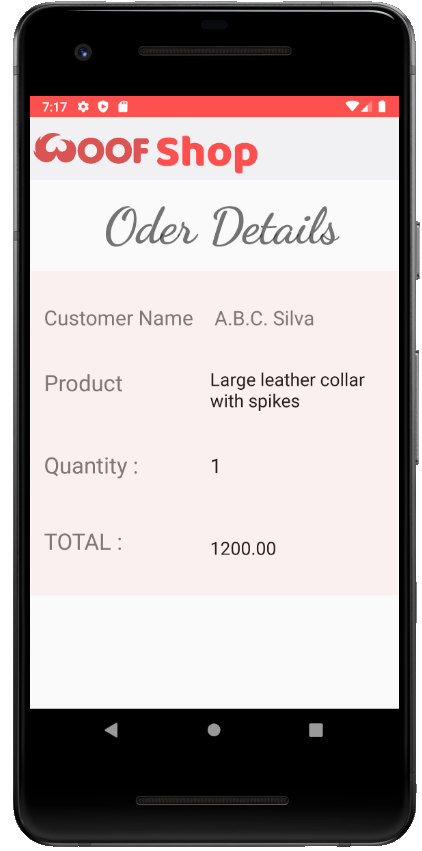 7:17
WOOF Shop
Oder Details
Customer Name A.B.C. Silva
Product Large leather collar
with spikes
Quantity : 1
TOTAL : 1200.00